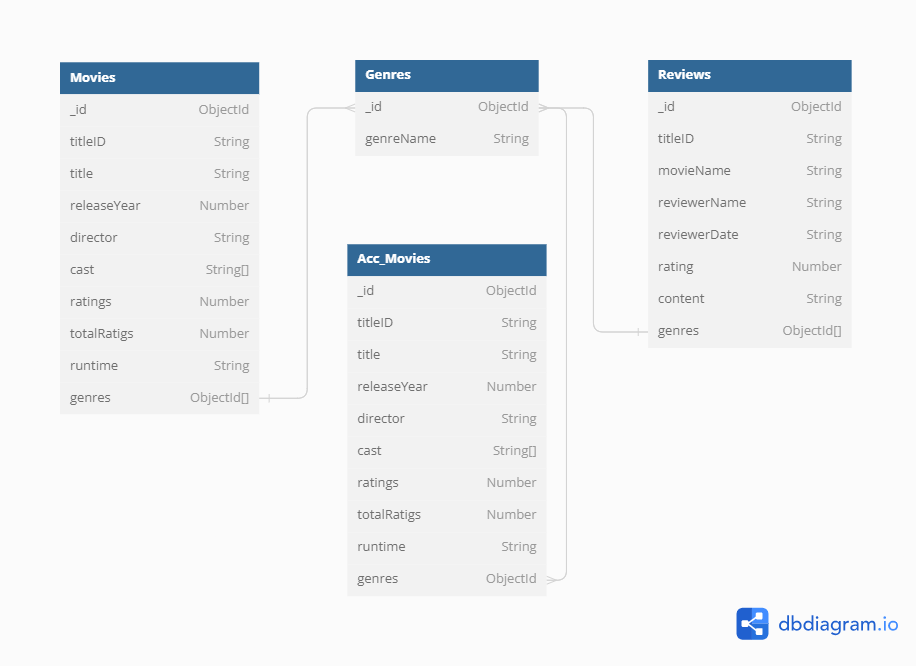 Movies
_id ObjectId
titleID String
title String
releaseYear Number
director String
cast String[]
ratings Number
totalRatigs Number
runtime String
genres ObjectId[]
Genres
_id ObjectId
genreName String
Acc_Movies
_id ObjectId
titleID String
title String
releaseYear Number
director String
cast String[]
ratings Number
totalRatigs Number
runtime String
genres ObjectId
Reviews
_id ObjectId
titleID String
movieName String
reviewerName String
reviewerDate String
rating Number
content String
genres ObjectId[]
dbdiagram.io